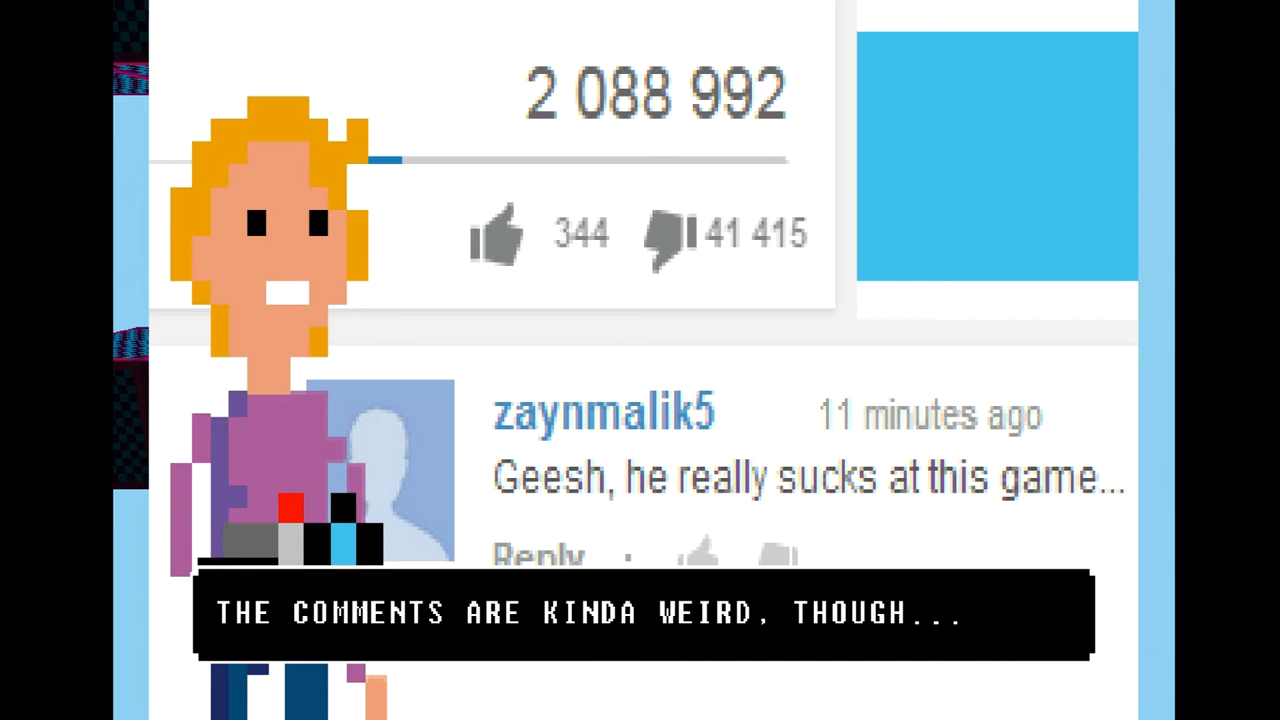 2 088 992
344 41 415
zaynmalik5 11 minutes ago
Geesh, he really sucks at this game...
Reply ·
THE COMMENTS ARE KINDA WEIRD, THOUGH...